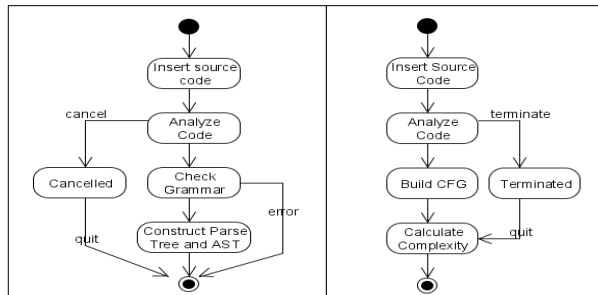 Insert source
code
cancel
Analyze
Code
Cancelled
Check
Grammar
error
quit
Construct Parse
Tree and AST
Insert Source
Code
terminate
Analyze
Code
Build CFG
Terminated
Calculate
Complexity
quit